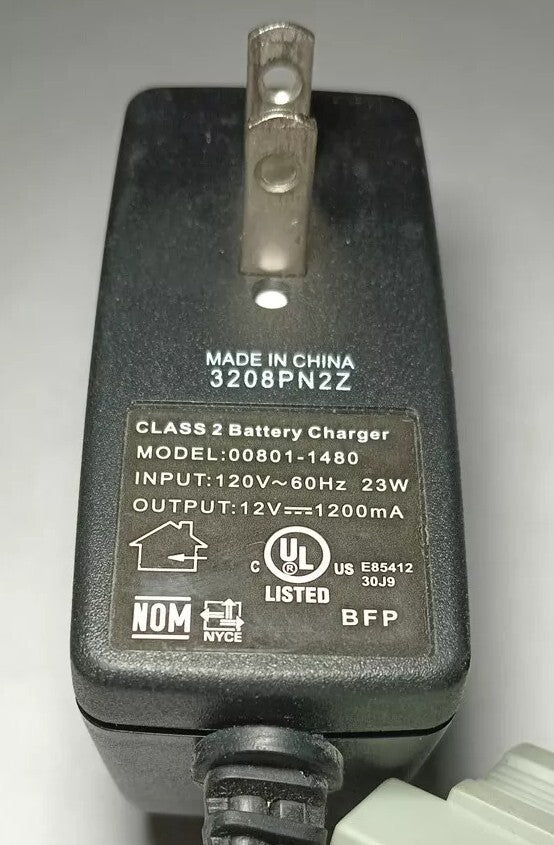 MADE IN CHINA
3208PN2Z
CLASS 2 Battery Charger
MODEL:00801-1480
INPUT:120V~60Hz 23W
OUTPUT:12V⎓1200mA
C UL ® US E85412
30J9
LISTED
NOM NYCE BFP